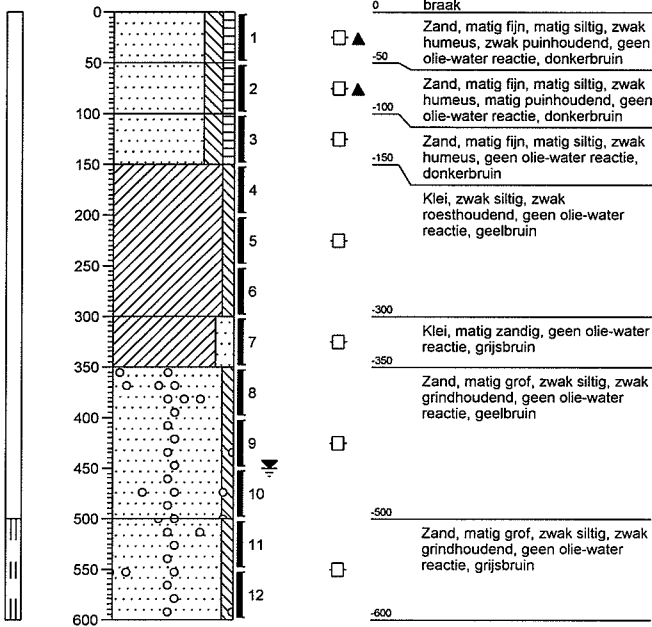 0
50
100
150
200
250
300
350
400
450
500
550
600
1
2
3
4
5
6
7
8
9
10
11
12
0 braak
Zand, matig fijn, matig siltig, zwak
humeus, zwak puinhoudend, geen
olie-water reactie, donkerbruin
-50
Zand, matig fijn, matig siltig, zwak
humeus, matig puinhoudend, geen
olie-water reactie, donkerbruin
-100
Zand, matig fijn, matig siltig, zwak
humeus, geen olie-water reactie,
donkerbruin
-150
Klei, zwak siltig, zwak
roesthoudend, geen olie-water
reactie, geelbruin
-300
Klei, matig zandig, geen olie-water
reactie, grijsbruin
-350
Zand, matig grof, zwak siltig, zwak
grindhoudend, geen olie-water
reactie, geelbruin
-500
Zand, matig grof, zwak siltig, zwak
grindhoudend, geen olie-water
reactie, grijsbruin
-600